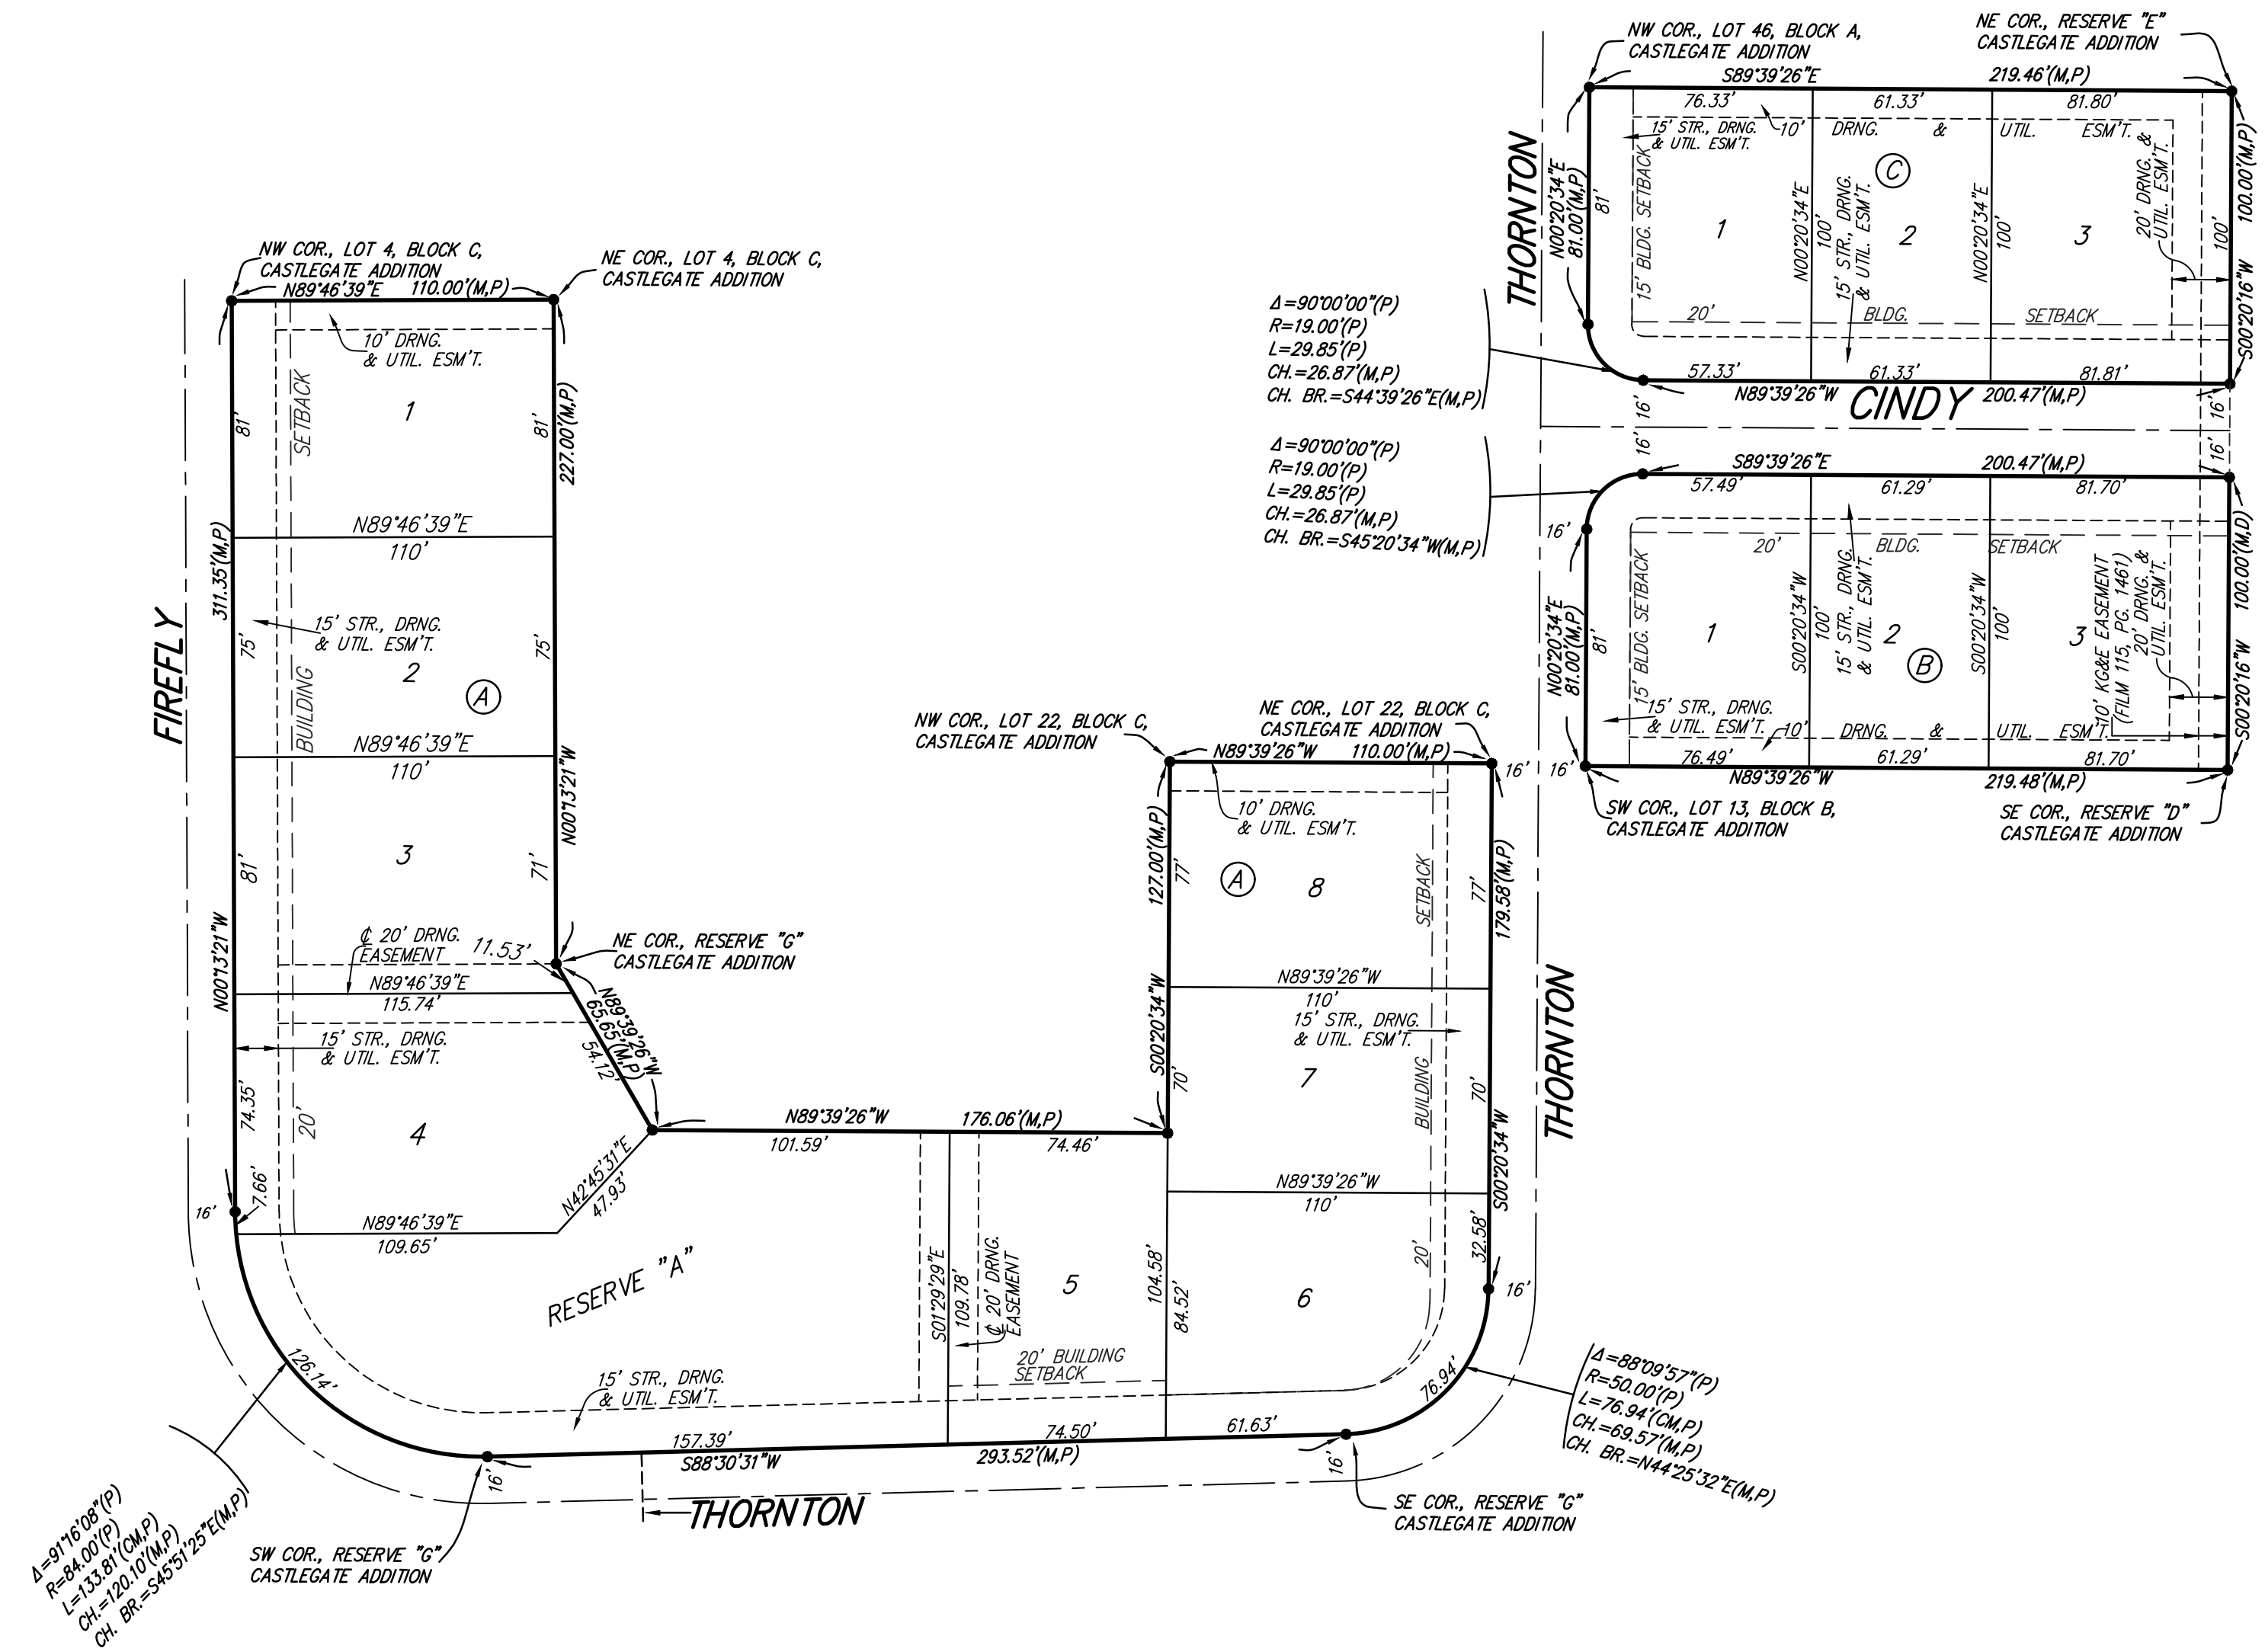 NW COR., LOT 46, BLOCK A,
CASTLEGATE ADDITION
NE COR., RESERVE "E"
CASTLEGATE ADDITION
S89°39'26"E
219.46'(M,P)
76.33'
61.33'
81.80'
15' STR., DRNG.
& UTIL. ESM'T.
10'
DRNG.
&
UTIL.
ESM'T.
20' DRNG. &
UTIL. ESM'T.
100.00'(M,P)
100'
S00°20'16"W
THORNTON
N00°20'34"E
81.00'(M,P)
81'
15' BLDG. SETBACK
1
N00°20'34"E
100'
15' STR., DRNG.
& UTIL. ESM'T.
C
2
N00°20'34"E
100'
3
20'
BLDG.
SETBACK
57.33'
61.33'
81.81'
N89°39'26"W
200.47'(M,P)
CINDY
16'
16'
16'
16'
Δ=90°00'00"(P)
R=19.00'(P)
L=29.85'(P)
CH.=26.87'(M,P)
CH. BR.=S44°39'26"E(M,P)
Δ=90°00'00"(P)
R=19.00'(P)
L=29.85'(P)
CH.=26.87'(M,P)
CH. BR.=S45°20'34"W(M,P)
S89°39'26"E
200.47'(M,P)
57.49'
61.29'
81.70'
16'
20'
BLDG.
SETBACK
N00°20'34"E
81.00'(M,P)
81'
15' BLDG. SETBACK
1
S00°20'34"W
100'
15' STR., DRNG.
& UTIL. ESM'T.
2
B
S00°20'34"W
100'
3
10' KG&E EASEMENT
(FILM 115, PG. 1461)
20' DRNG. &
UTIL. ESM'T.
100.00'(M,D)
S00°20'16"W
15' STR., DRNG.
& UTIL. ESM'T.
10'
DRNG.
&
UTIL.
ESM'T.
76.49'
61.29'
81.70'
N89°39'26"W
219.48'(M,P)
16'
16'
SW COR., LOT 13, BLOCK B,
CASTLEGATE ADDITION
SE COR., RESERVE "D"
CASTLEGATE ADDITION
NW COR., LOT 4, BLOCK C,
CASTLEGATE ADDITION
NE COR., LOT 4, BLOCK C,
CASTLEGATE ADDITION
N89°46'39"E
110.00'(M,P)
10' DRNG.
& UTIL. ESM'T.
SETBACK
1
81'
81'
227.00'(M,P)
N89°46'39"E
110'
311.35'(M,P)
FIREFLY
15' STR., DRNG.
& UTIL. ESM'T.
75'
75'
2
A
BUILDING
N89°46'39"E
110'
N00°13'21"W
3
81'
71'
N00°13'21"W
℄ 20' DRNG.
EASEMENT
11.53'
NE COR., RESERVE "G"
CASTLEGATE ADDITION
N89°46'39"E
115.74'
N89°39'26"W
65.65'(M,P)
54.12'
15' STR., DRNG.
& UTIL. ESM'T.
74.35'
20'
4
7.66'
16'
N89°46'39"E
109.65'
N42°45'31"E
47.93'
N89°39'26"W
176.06'(M,P)
101.59'
74.46'
NW COR., LOT 22, BLOCK C,
CASTLEGATE ADDITION
NE COR., LOT 22, BLOCK C,
CASTLEGATE ADDITION
N89°39'26"W
110.00'(M,P)
10' DRNG.
& UTIL. ESM'T.
127.00'(M,P)
77'
A
8
SETBACK
77'
179.58'(M,P)
N89°39'26"W
110'
15' STR., DRNG.
& UTIL. ESM'T.
S00°20'34"W
70'
7
BUILDING
70'
THORNTON
S00°20'34"W
N89°39'26"W
110'
32.58'
20'
16'
RESERVE "A"
S01°29'29"E
109.78'
℄ 20' DRNG.
EASEMENT
5
104.58'
84.52'
6
20' BUILDING
SETBACK
15' STR., DRNG.
& UTIL. ESM'T.
126.14'
76.94'
157.39'
74.50'
61.63'
S88°30'31"W
293.52'(M,P)
16'
16'
THORNTON
Δ=88°09'57"(P)
R=50.00'(P)
L=76.94'(CM,P)
CH.=69.57'(M,P)
CH. BR.=N44°25'32"E(M,P)
SE COR., RESERVE "G"
CASTLEGATE ADDITION
SW COR., RESERVE "G"
CASTLEGATE ADDITION
Δ=91°16'08"(P)
R=84.00'(P)
L=133.81'(CM,P)
CH.=120.10'(M,P)
CH. BR.=S45°51'25"E(M,P)